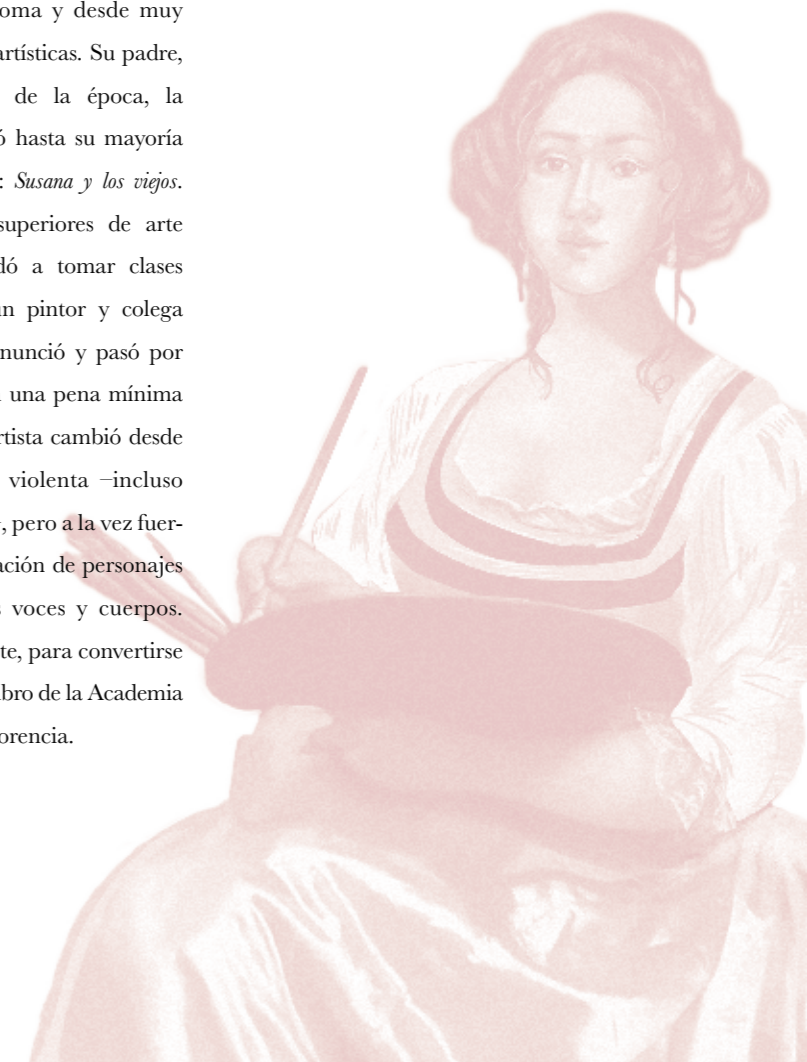 oma y desde muy
artísticas. Su padre,
de la época, la
ó hasta su mayoría
: Susana y los viejos.
superiores de arte
dó a tomar clases
un pintor y colega
nunció y pasó por
una pena mínima
rtista cambió desde
violenta –incluso
, pero a la vez fuer-
ación de personajes
s voces y cuerpos.
te, para convertirse
bro de la Academia
orencia.